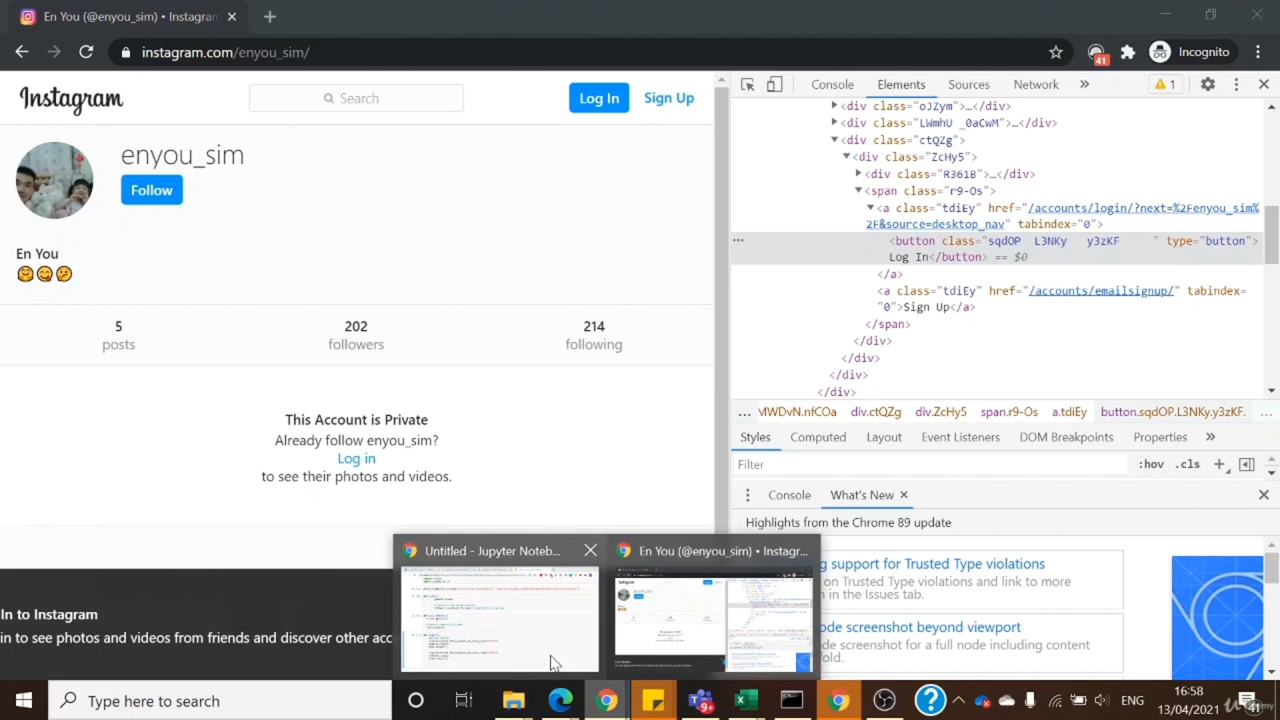 En You (@enyou_sim) • Instagram
instagram.com/enyou_sim/
41
Incognito
Instagram
Search
Log In
Sign Up
enyou_sim
Follow
En You
5
posts
202
followers
214
following
This Account is Private
Already follow enyou_sim?
Log in
to see their photos and videos.
In to Instagram
in to see photos and videos from friends and discover other acc
Console
Elements
Sources
Network
1
<div class="oJZym">…</div>
<div class="LWmhU _0aCwM">…</div>
<div class="ctQZg">
<div class="ZcHy5">
<div class="R361B">…</div>
<span class="r9-Os">
<a class="tdiEy" href="/accounts/login/?next=%2Fenyou_sim%
2F&source=desktop_nav" tabindex="0">
<button class="sqdOP L3NKy y3zKF " type="button">
Log In</button> == $0
</a>
<a class="tdiEy" href="/accounts/emailsignup/" tabindex=
"0">Sign Up</a>
</span>
</div>
</div>
</div>
</div>
… MWDvN.nfCOa div.ctQZg div.ZcHy5 span.r9-Os a.tdiEy button.sqdOP.L3NKy.y3zKF. …
Styles
Computed
Layout
Event Listeners
DOM Breakpoints
Properties
Filter
:hov
.cls
Console
What's New
Highlights from the Chrome 89 update
support for Trusted Type violations
on Trusted Type violations and link to more
em in the Issues tab.
ode screenshot beyond viewport
screenshot for a full node including content
old.
Untitled - Jupyter Noteb...
En You (@enyou_sim) • Instagr...
Type here to search
9+
ENG
16:58
13/04/2021
41